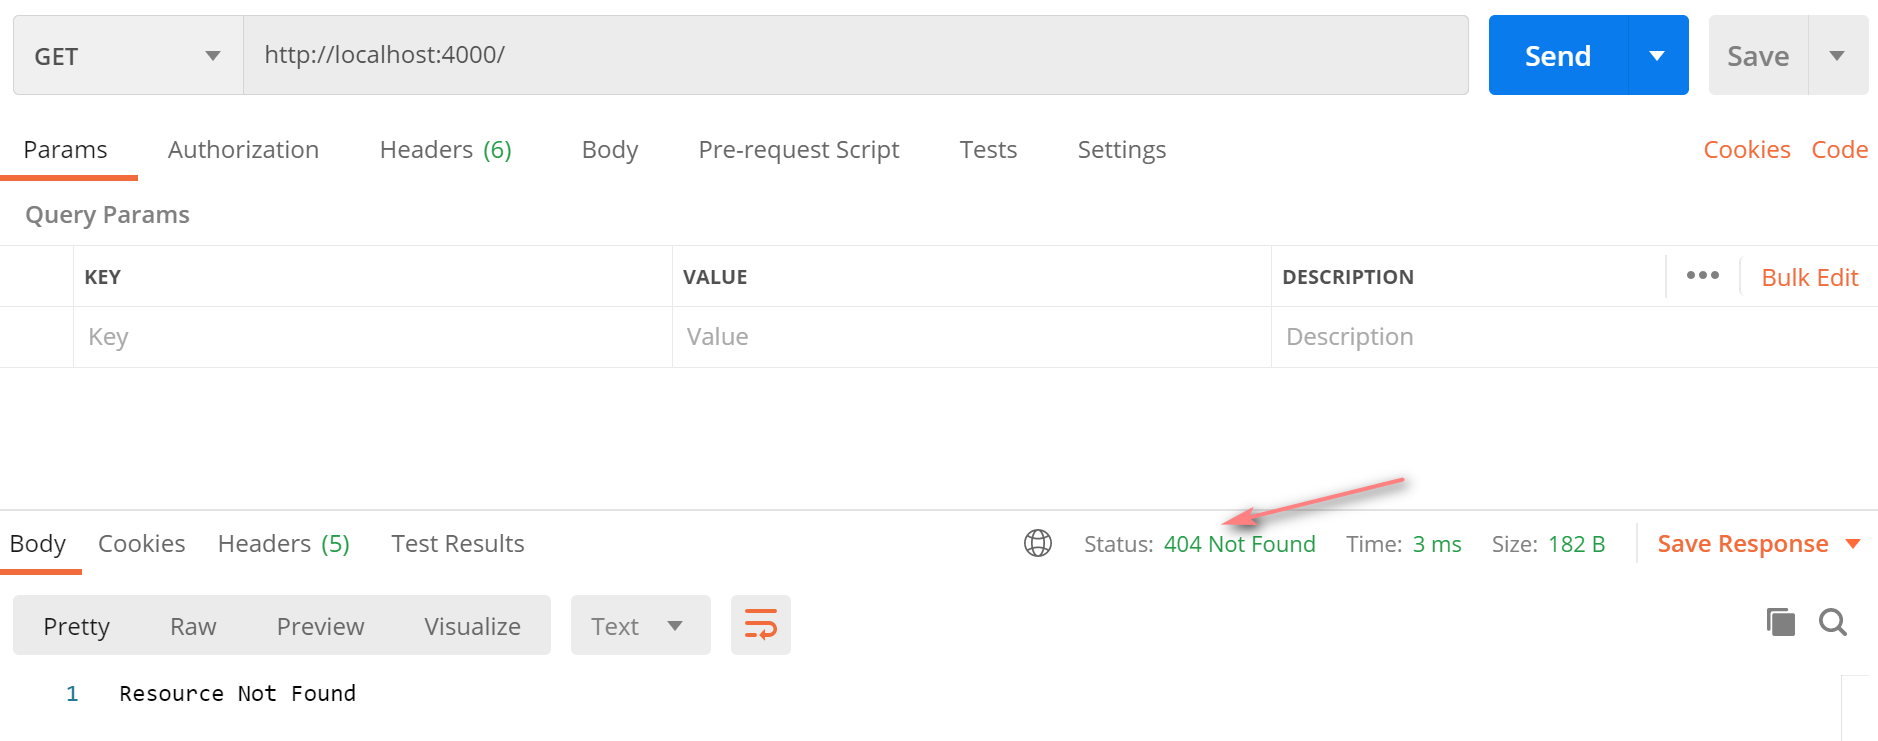 GET http://localhost:4000/ Send Save
Params Authorization Headers (6) Body Pre-request Script Tests Settings Cookies Code
Query Params
KEY VALUE DESCRIPTION ••• Bulk Edit
Key Value Description
Body Cookies Headers (5) Test Results Status: 404 Not Found Time: 3 ms Size: 182 B Save Response
Pretty Raw Preview Visualize Text
1 Resource Not Found